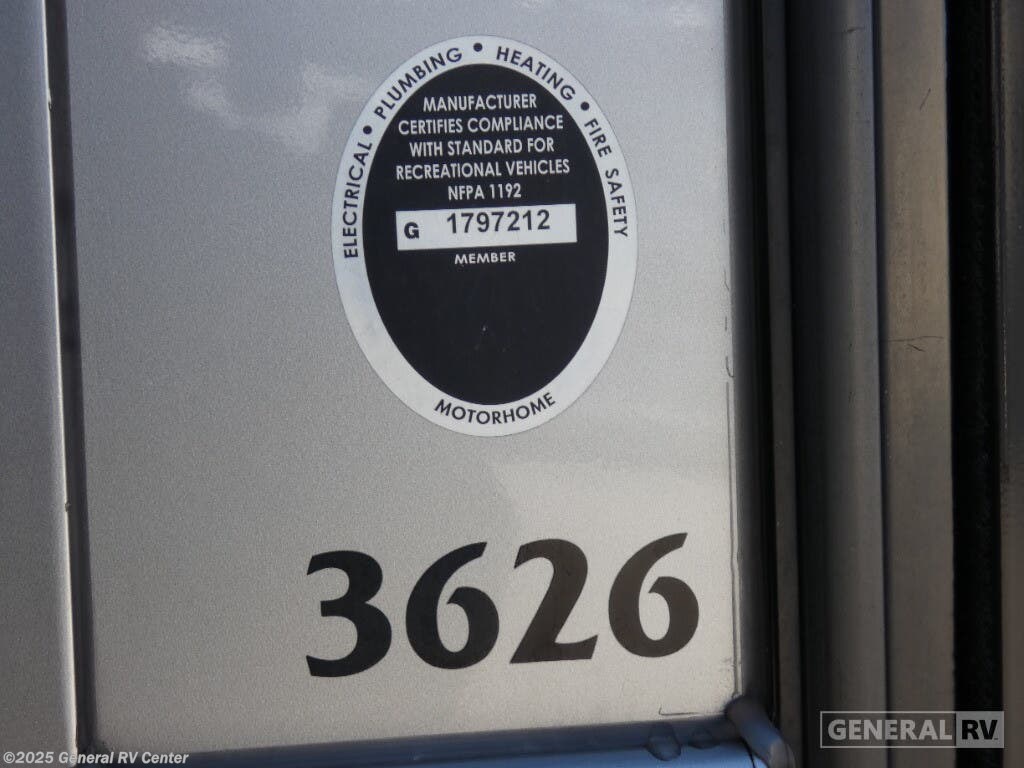 ELECTRICAL • PLUMBING • HEATING • FIRE SAFETY
MANUFACTURER
CERTIFIES COMPLIANCE
WITH STANDARD FOR
RECREATIONAL VEHICLES
NFPA 1192
G 1797212
MEMBER
MOTORHOME
3626
GENERAL RV
©2025 General RV Center